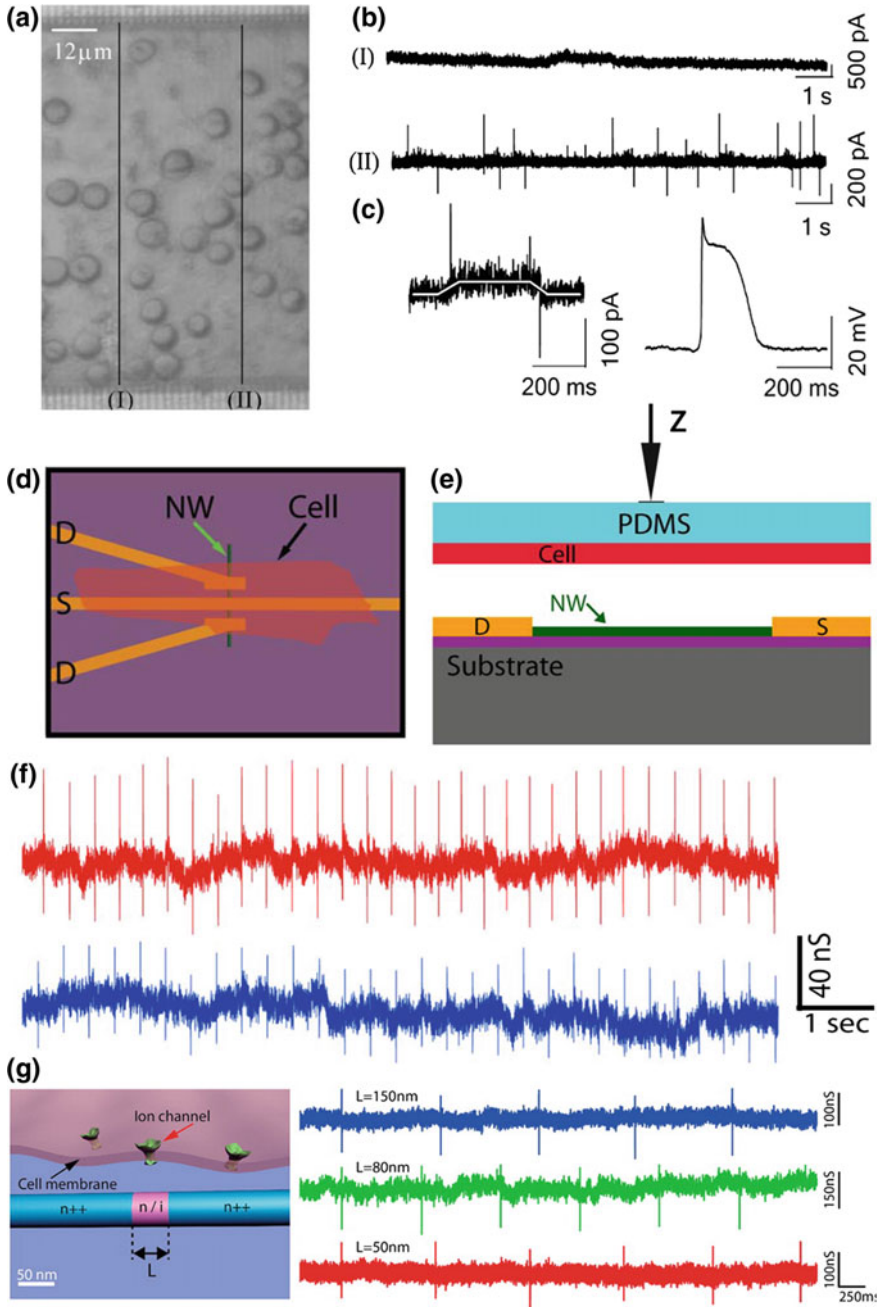 (a)
12μm
(I)
(II)
(b)
(I)
500 pA
1 s
(II)
200 pA
1 s
(c)
100 pA
200 ms
20 mV
200 ms
(d)
NW
Cell
D
S
D
(e)
Z
PDMS
Cell
NW
D
S
Substrate
(f)
40 nS
1 sec
(g)
Ion channel
Cell membrane
n++
n / i
n++
L
50 nm
L=150nm
100nS
L=80nm
150nS
L=50nm
100nS
250ms